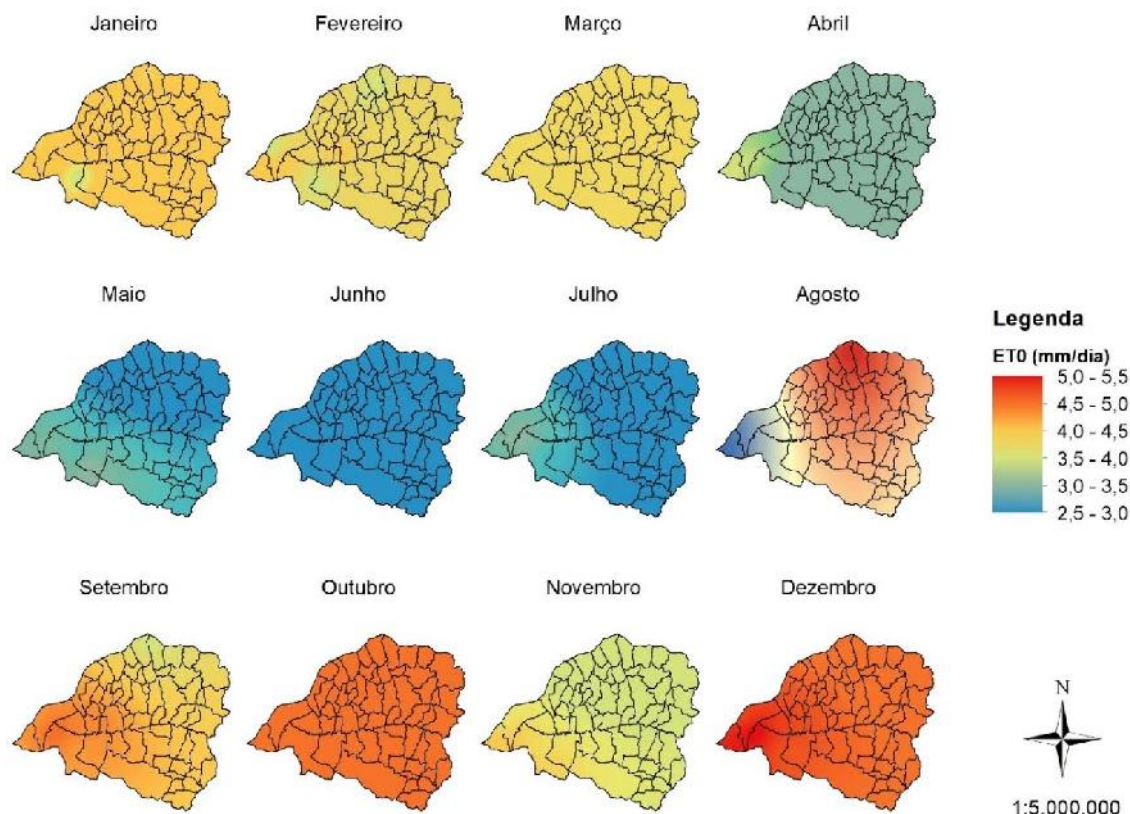 Janeiro
Fevereiro
Março
Abril
Maio
Junho
Julho
Agosto
Legenda
ET0 (mm/dia)
5,0 - 5,5
4,5 - 5,0
4,0 - 4,5
3,5 - 4,0
3,0 - 3,5
2,5 - 3,0
Setembro
Outubro
Novembro
Dezembro
N
1:5.000.000